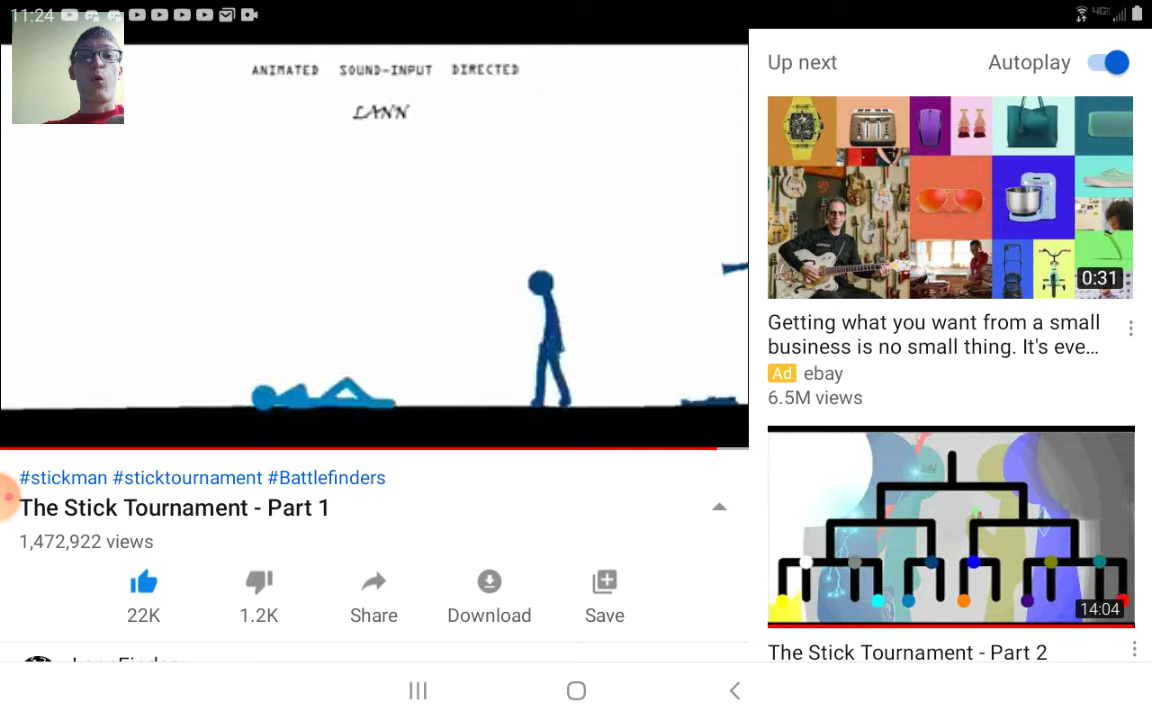 11:24
4GE
ANIMATED SOUND-INPUT DIRECTED
LANN
Up next
Autoplay
0:31
Getting what you want from a small
business is no small thing. It's eve...
Ad ebay
6.5M views
#stickman #sticktournament #Battlefinders
The Stick Tournament - Part 1
1,472,922 views
22K
1.2K
Share
Download
Save
14:04
The Stick Tournament - Part 2